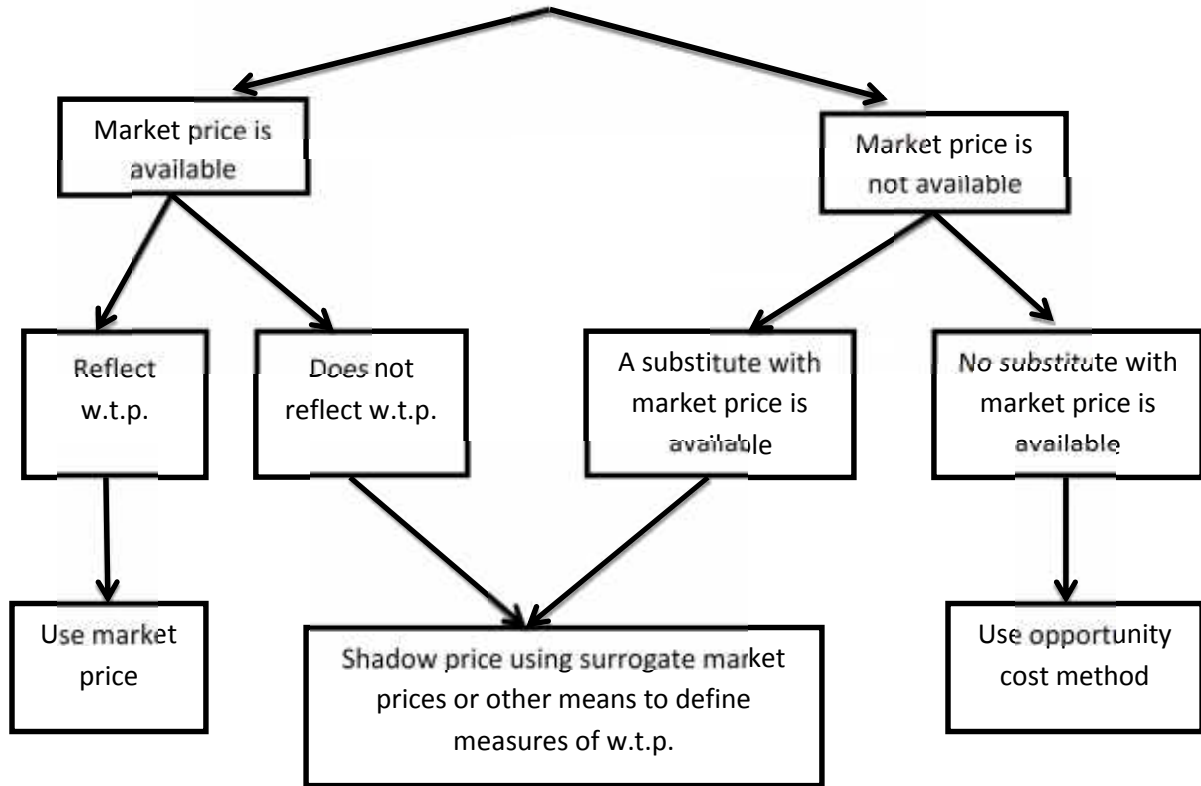 Market price is
available
Market price is
not available
Reflect
w.t.p.
Does not
reflect w.t.p.
A substitute with
market price is
available
No substitute with
market price is
available
Use market
price
Shadow price using surrogate market
prices or other means to define
measures of w.t.p.
Use opportunity
cost method